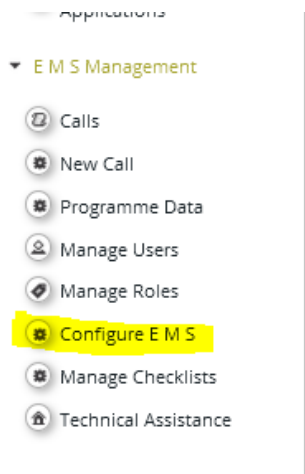 Applications
E M S Management
Calls
New Call
Programme Data
Manage Users
Manage Roles
Configure E M S
Manage Checklists
Technical Assistance